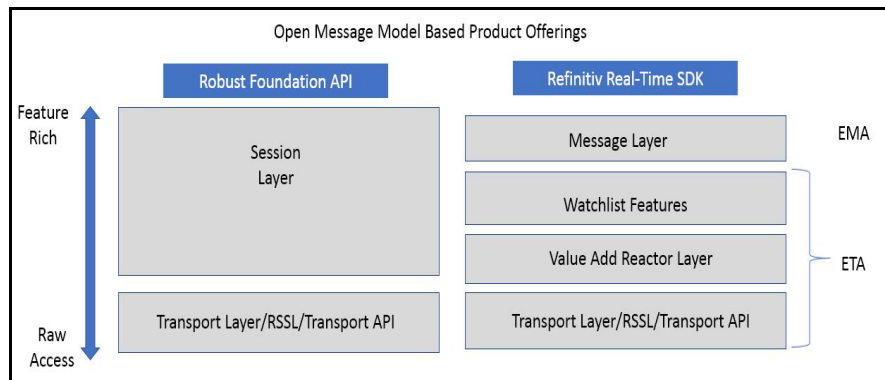 Open Message Model Based Product Offerings
Robust Foundation API
Refinitiv Real-Time SDK
Feature
Rich
Session
Layer
Message Layer
EMA
Watchlist Features
Value Add Reactor Layer
ETA
Transport Layer/RSSL/Transport API
Transport Layer/RSSL/Transport API
Raw
Access